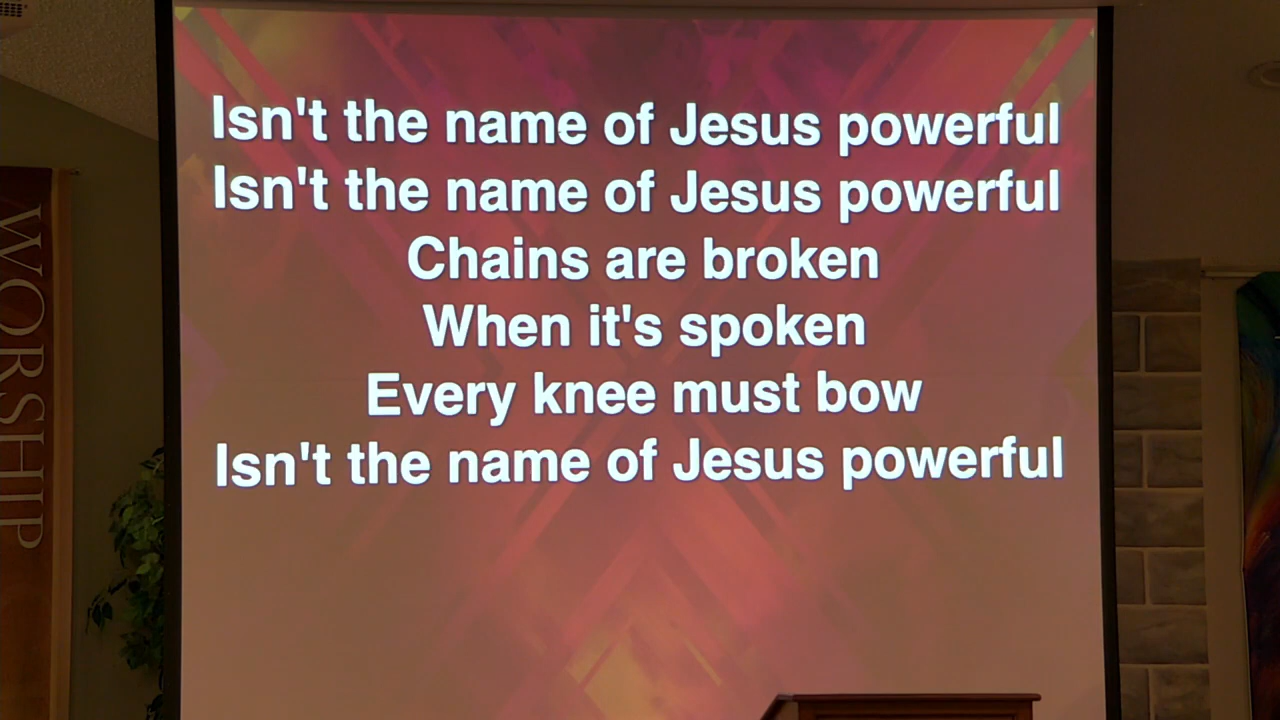 Isn't the name of Jesus powerful
Isn't the name of Jesus powerful
Chains are broken
When it's spoken
Every knee must bow
Isn't the name of Jesus powerful
WORSHIP